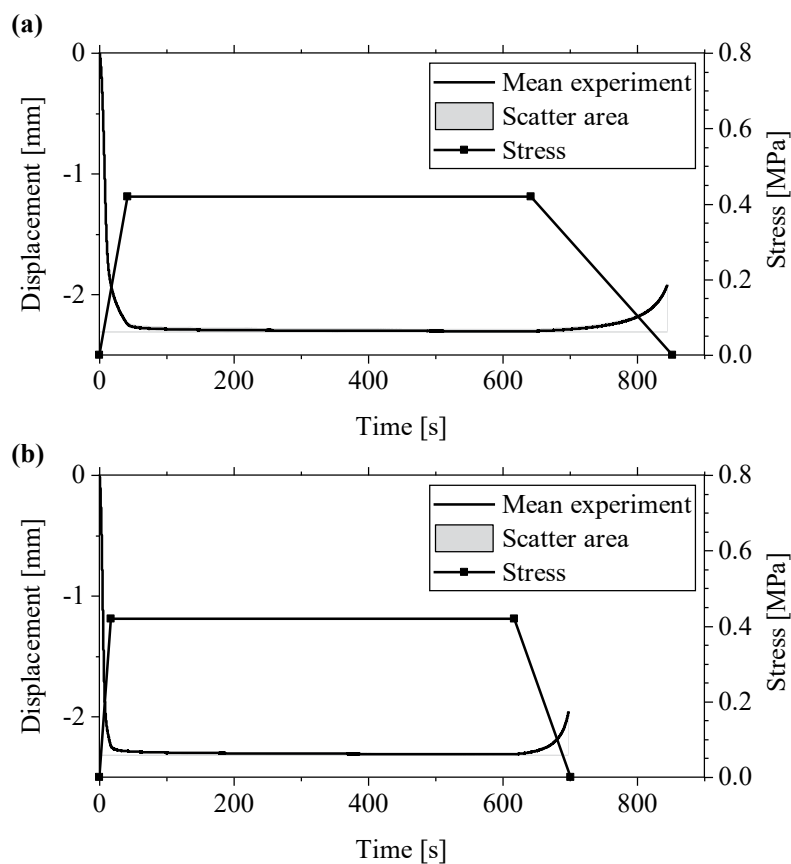 (a)
0
-1
-2
Displacement [mm]
0.8
0.6
0.4
0.2
0.0
Stress [MPa]
Mean experiment
Scatter area
Stress
0 200 400 600 800
Time [s]
(b)
0
-1
-2
Displacement [mm]
0.8
0.6
0.4
0.2
0.0
Stress [MPa]
Mean experiment
Scatter area
Stress
0 200 400 600 800
Time [s]